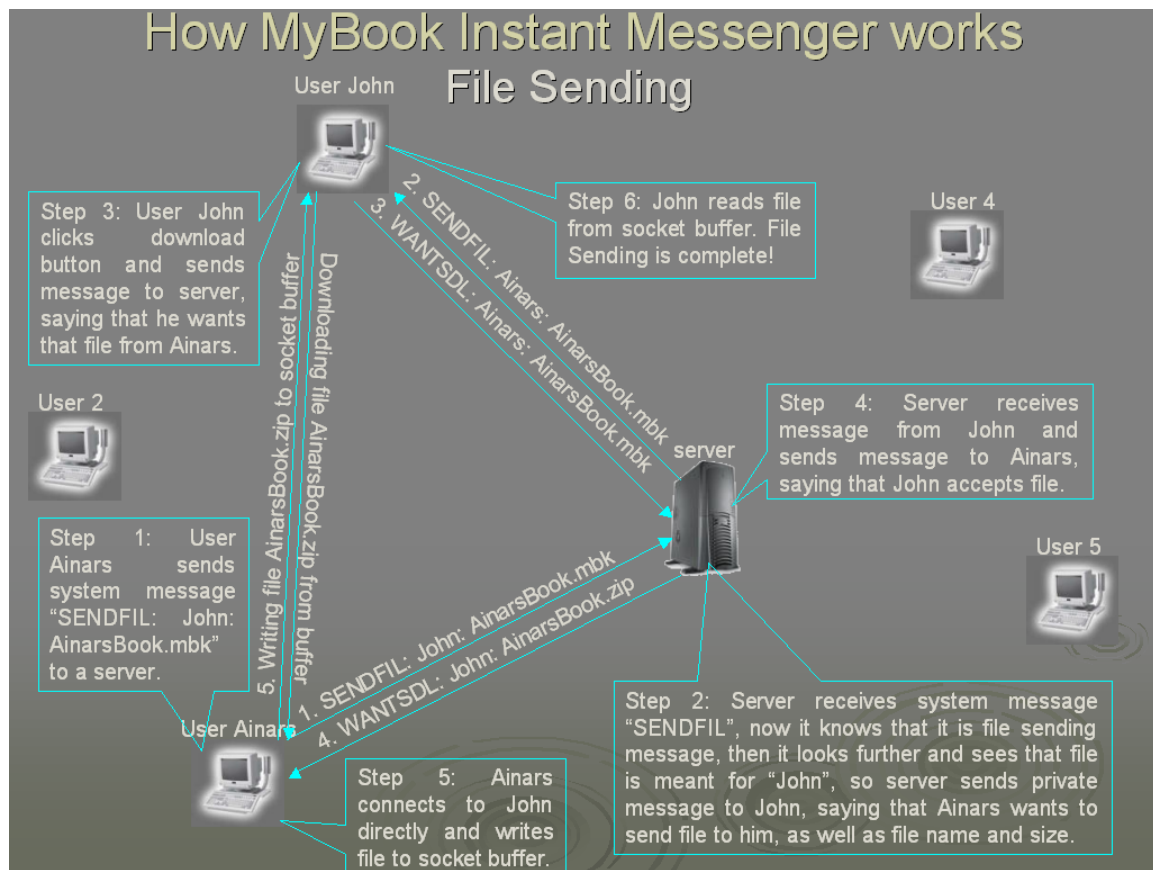 How MyBook Instant Messenger works
File Sending
User John
Step 3: User John
clicks download
button and sends
message to server,
saying that he wants
that file from Ainars.
2. SENDFIL: Ainars: AinarsBook.mbk
3. WANTSDL: Ainars: AinarsBook.mbk
Step 6: John reads file
from socket buffer. File
Sending is complete!
User 4
User 2
5. Writing file AinarsBook.zip to socket buffer
Downloading file AinarsBook.zip from buffer
server
Step 4: Server receives
message from John and
sends message to Ainars,
saying that John accepts file.
Step 1: User
Ainars sends
system message
“SENDFIL: John:
AinarsBook.mbk”
to a server.
User 5
1. SENDFIL: John: AinarsBook.mbk
4. WANTSDL: John: AinarsBook.zip
User Ainars
Step 5: Ainars
connects to John
directly and writes
file to socket buffer.
Step 2: Server receives system message
“SENDFIL”, now it knows that it is file sending
message, then it looks further and sees that file
is meant for “John”, so server sends private
message to John, saying that Ainars wants to
send file to him, as well as file name and size.